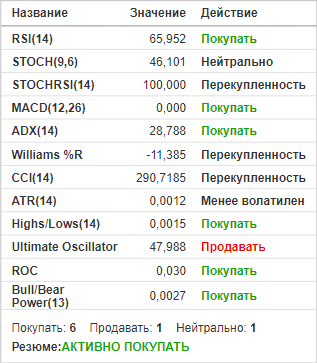 Название Значение Действие
RSI(14) 65,952 Покупать
STOCH(9,6) 46,101 Нейтрально
STOCHRSI(14) 100,000 Перекупленность
MACD(12,26) 0,000 Покупать
ADX(14) 28,788 Покупать
Williams %R -11,385 Перекупленность
CCI(14) 290,7185 Перекупленность
ATR(14) 0,0012 Менее волатилен
Highs/Lows(14) 0,0015 Покупать
Ultimate Oscillator 47,988 Продавать
ROC 0,030 Покупать
Bull/Bear
Power(13) 0,0027 Покупать
Покупать: 6 Продавать: 1 Нейтрально: 1
Резюме:АКТИВНО ПОКУПАТЬ